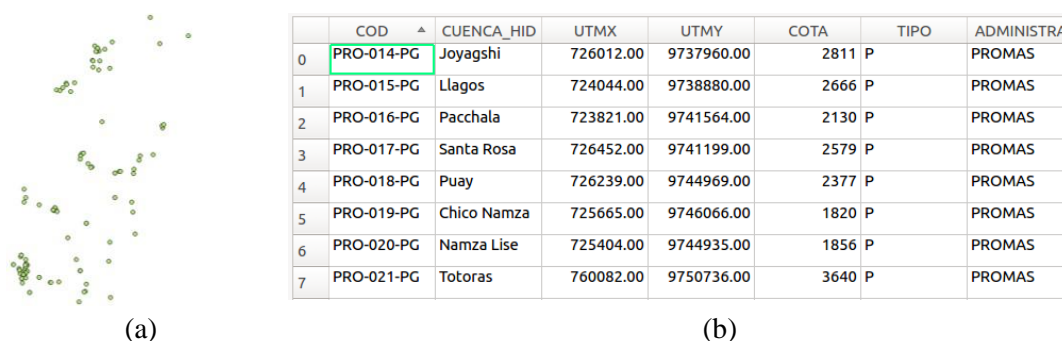 COD CUENCA_HID UTMX UTMY COTA TIPO ADMINISTRA
0 PRO-014-PG Joyagshi 726012.00 9737960.00 2811 P PROMAS
1 PRO-015-PG Llagos 724044.00 9738880.00 2666 P PROMAS
2 PRO-016-PG Pacchala 723821.00 9741564.00 2130 P PROMAS
3 PRO-017-PG Santa Rosa 726452.00 9741199.00 2579 P PROMAS
4 PRO-018-PG Puay 726239.00 9744969.00 2377 P PROMAS
5 PRO-019-PG Chico Namza 725665.00 9746066.00 1820 P PROMAS
6 PRO-020-PG Namza Lise 725404.00 9744935.00 1856 P PROMAS
7 PRO-021-PG Totoras 760082.00 9750736.00 3640 P PROMAS
(a) (b)